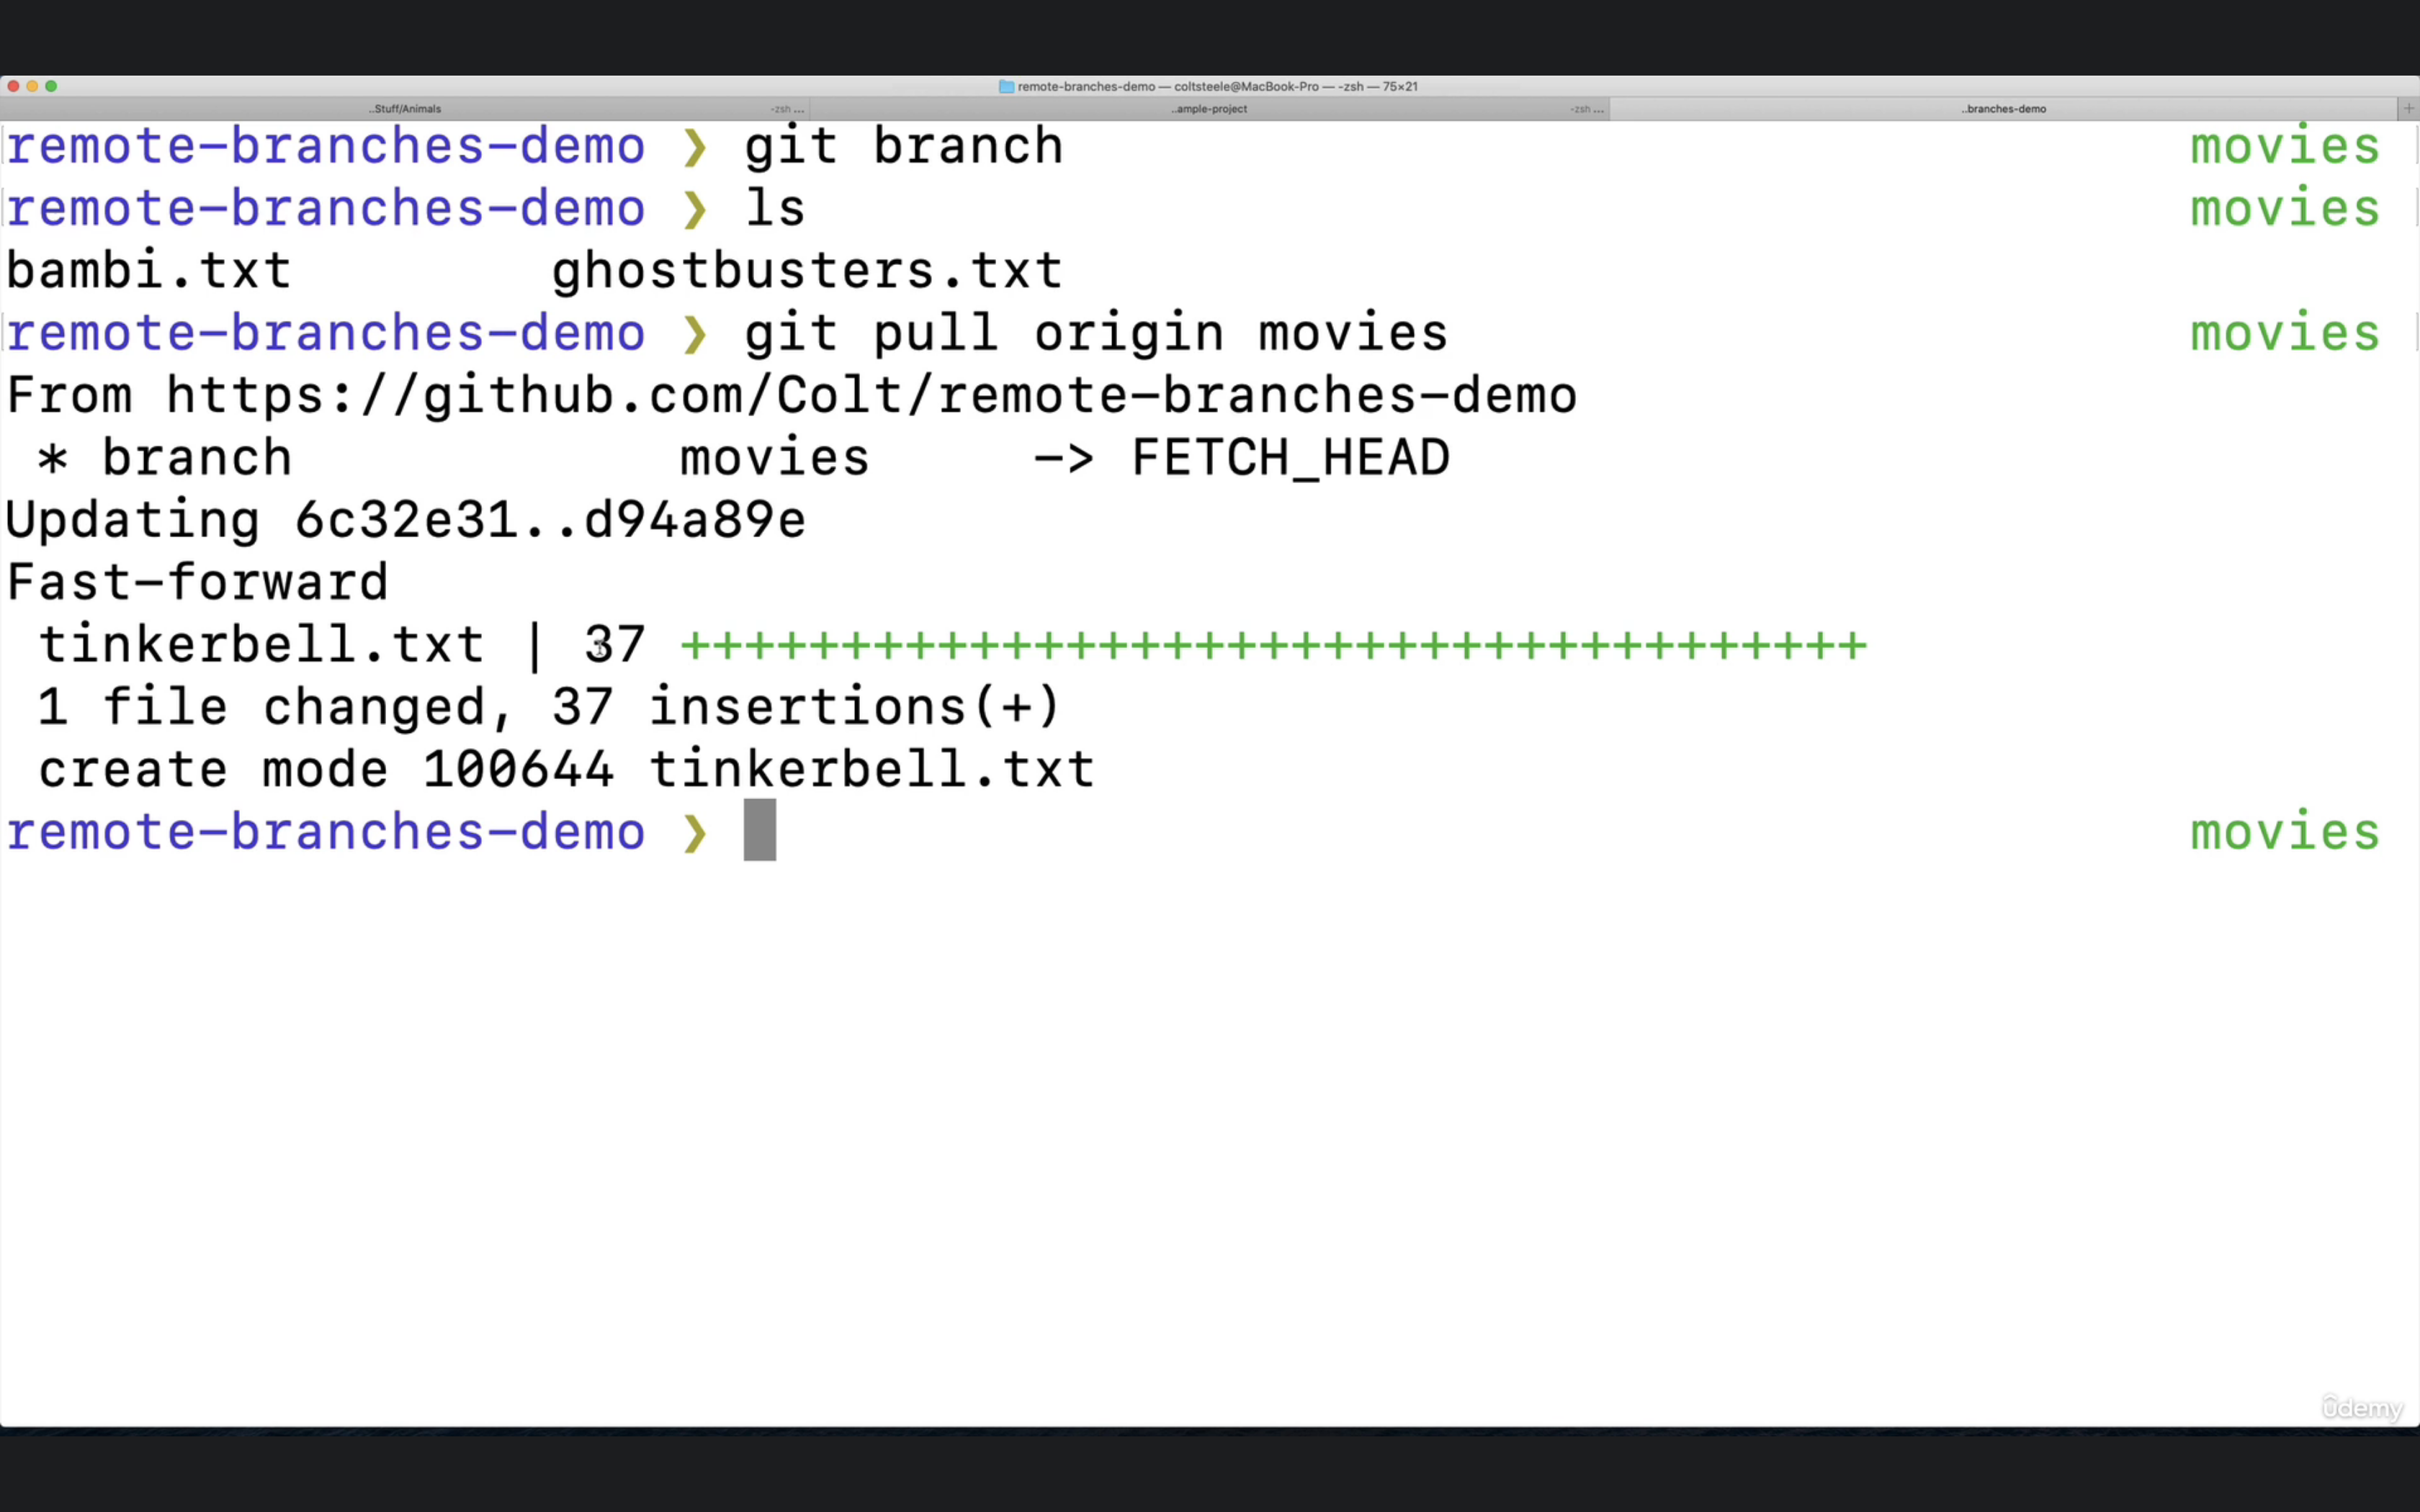 remote-branches-demo — coltsteele@MacBook-Pro — -zsh — 75×21
..Stuff/Animals -zsh ... ..ample-project -zsh ... ..branches-demo +
remote-branches-demo ❯ git branch movies
remote-branches-demo ❯ ls movies
bambi.txt ghostbusters.txt
remote-branches-demo ❯ git pull origin movies movies
From https://github.com/Colt/remote-branches-demo
* branch movies -> FETCH_HEAD
Updating 6c32e31..d94a89e
Fast-forward
tinkerbell.txt | 37 +++++++++++++++++++++++++++++++++++++
1 file changed, 37 insertions(+)
create mode 100644 tinkerbell.txt
remote-branches-demo ❯ movies
ûdemy